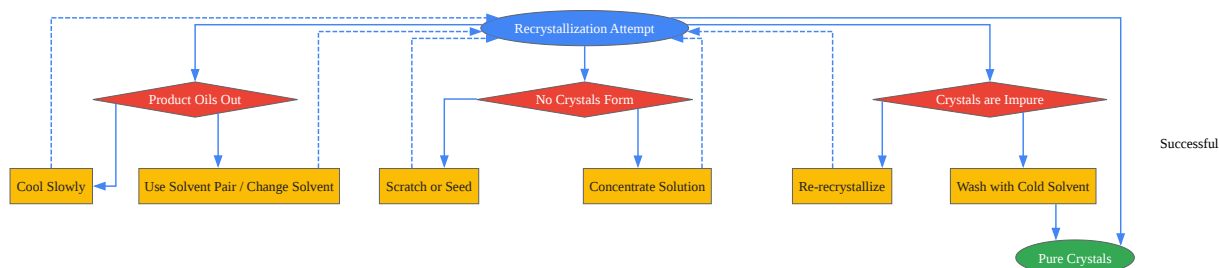 Recrystallization Attempt
Product Oils Out
No Crystals Form
Crystals are Impure
Successful
Cool Slowly
Use Solvent Pair / Change Solvent
Scratch or Seed
Concentrate Solution
Re-recrystallize
Wash with Cold Solvent
Pure Crystals